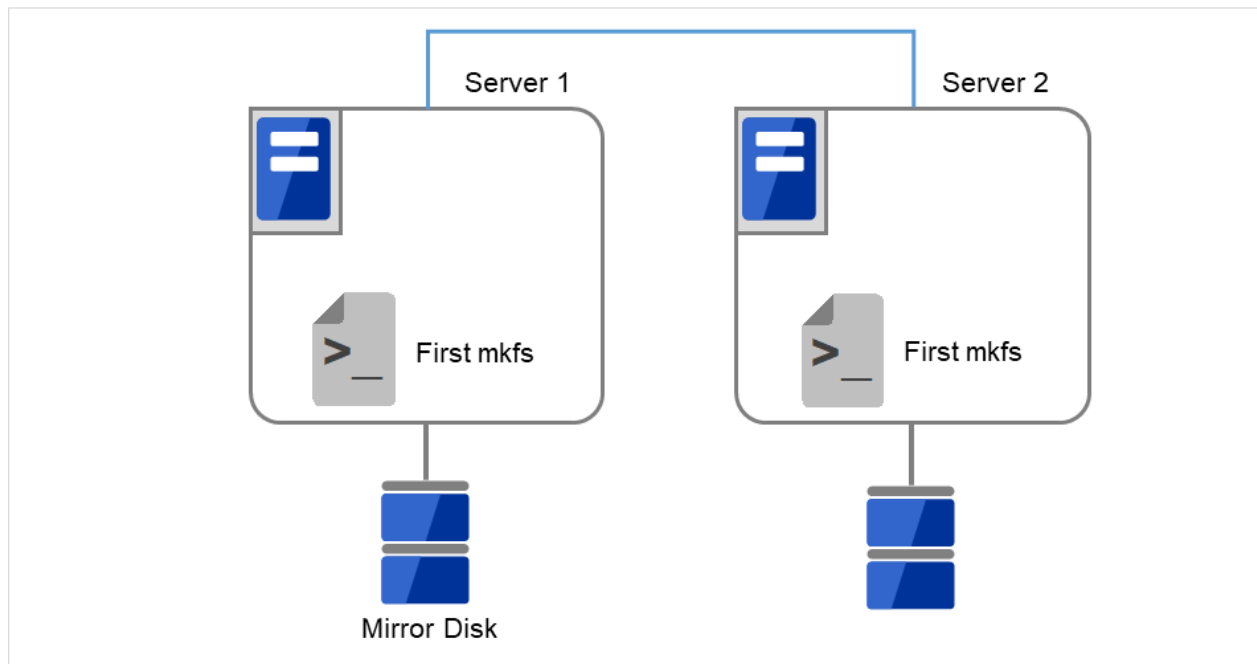 Server 1
Server 2
>_
First mkfs
>_
First mkfs
Mirror Disk